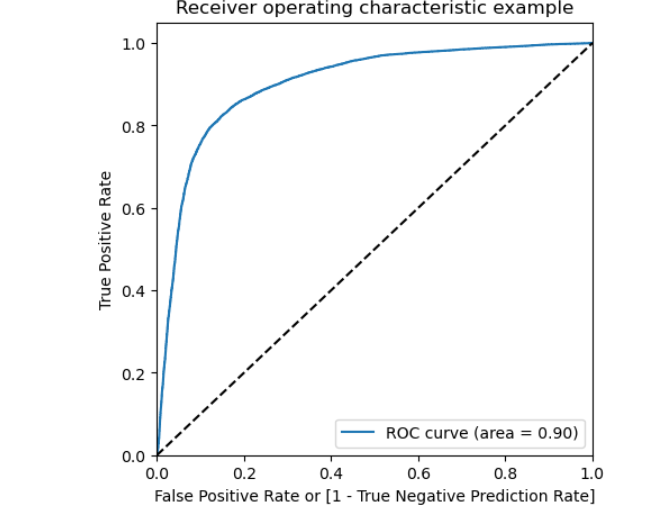 Receiver operating characteristic example
1.0
0.8
0.6
0.4
0.2
0.0
True Positive Rate
ROC curve (area = 0.90)
0.0 0.2 0.4 0.6 0.8 1.0
False Positive Rate or [1 - True Negative Prediction Rate]